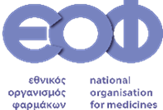 εοφ
εθνικός
οργανισμός
φαρμάκων
national
organisation
for medicines